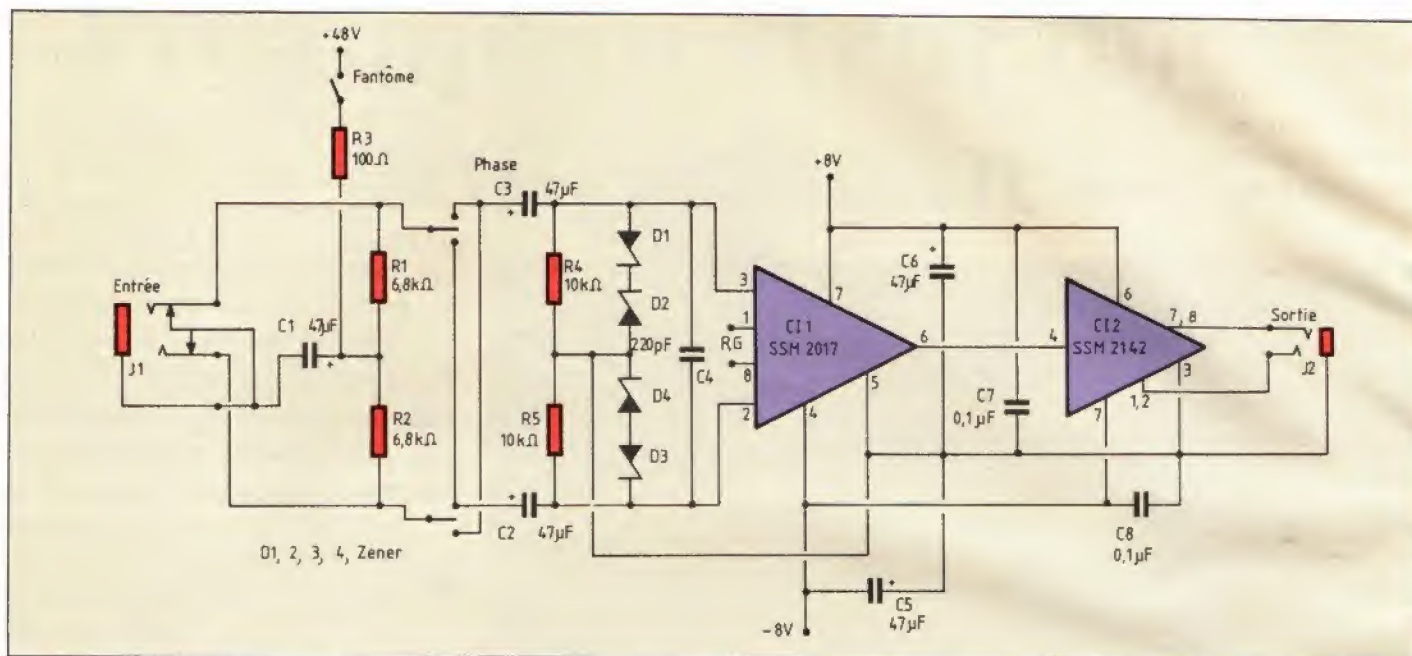 +48V
Fantôme
R3
100Ω
Phase
C3
47µF
+
+8V
R1
6,8kΩ
R4
10kΩ
D1
D2
220pF
C4
3
1
RG
8
2
CI1
SSM 2017
7
6
5
4
C6
47µF
+
Entrée
J1
C1
47µF
+
R2
6,8kΩ
R5
10kΩ
D4
D3
+
C2
47µF
4
CI2
SSM 2142
6
7,8
3
1,2
7
Sortie
J2
C7
0,1µF
C8
0,1µF
D1, 2, 3, 4, Zener
+
C5
47µF
-8V